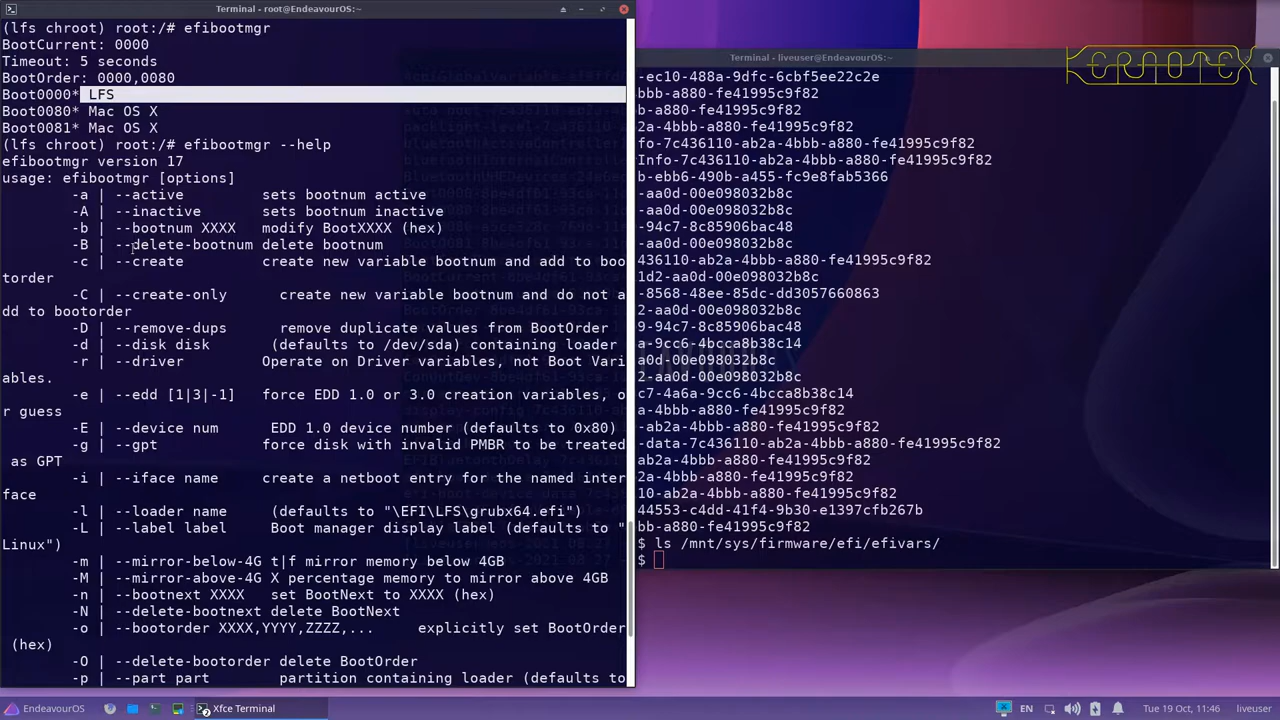 Terminal - root@EndeavourOS:~
(lfs chroot) root:/# efibootmgr
BootCurrent: 0000
Timeout: 5 seconds
BootOrder: 0000,0080
Boot0000* LFS
Boot0080* Mac OS X
Boot0081* Mac OS X
(lfs chroot) root:/# efibootmgr --help
efibootmgr version 17
usage: efibootmgr [options]
-a | --active sets bootnum active
-A | --inactive sets bootnum inactive
-b | --bootnum XXXX modify BootXXXX (hex)
-B | --delete-bootnum delete bootnum
-c | --create create new variable bootnum and add to boo
torder
-C | --create-only create new variable bootnum and do not a
dd to bootorder
-D | --remove-dups remove duplicate values from BootOrder
-d | --disk disk (defaults to /dev/sda) containing loader
-r | --driver Operate on Driver variables, not Boot Vari
ables.
-e | --edd [1|3|-1] force EDD 1.0 or 3.0 creation variables, o
r guess
-E | --device num EDD 1.0 device number (defaults to 0x80)
-g | --gpt force disk with invalid PMBR to be treated
as GPT
-i | --iface name create a netboot entry for the named inter
face
-l | --loader name (defaults to "\EFI\LFS\grubx64.efi")
-L | --label label Boot manager display label (defaults to "
Linux")
-m | --mirror-below-4G t|f mirror memory below 4GB
-M | --mirror-above-4G X percentage memory to mirror above 4GB
-n | --bootnext XXXX set BootNext to XXXX (hex)
-N | --delete-bootnext delete BootNext
-o | --bootorder XXXX,YYYY,ZZZZ,... explicitly set BootOrder
(hex)
-O | --delete-bootorder delete BootOrder
-p | --part part (defaults to partition containing loader
Terminal - liveuser@EndeavourOS:~
KERNOTEX
-ec10-488a-9dfc-6cbf5ee22c2e
bbb-a880-fe41995c9f82
b-a880-fe41995c9f82
2a-4bbb-a880-fe41995c9f82
fo-7c436110-ab2a-4bbb-a880-fe41995c9f82
Info-7c436110-ab2a-4bbb-a880-fe41995c9f82
b-ebb6-490b-a455-fc9e8fab5366
-aa0d-00e098032b8c
-aa0d-00e098032b8c
-94c7-8c85906bac48
-aa0d-00e098032b8c
436110-ab2a-4bbb-a880-fe41995c9f82
1d2-aa0d-00e098032b8c
-8568-48ee-85dc-dd3057660863
2-aa0d-00e098032b8c
9-94c7-8c85906bac48
a-9cc6-4bcca8b38c14
a0d-00e098032b8c
2-aa0d-00e098032b8c
c7-4a6a-9cc6-4bcca8b38c14
a-4bbb-a880-fe41995c9f82
-ab2a-4bbb-a880-fe41995c9f82
-data-7c436110-ab2a-4bbb-a880-fe41995c9f82
ab2a-4bbb-a880-fe41995c9f82
2a-4bbb-a880-fe41995c9f82
10-ab2a-4bbb-a880-fe41995c9f82
44553-c4dd-41f4-9b30-e1397cfb267b
bb-a880-fe41995c9f82
$ ls /mnt/sys/firmware/efi/efivars/
$
EndeavourOS
Xfce Terminal
2
EN
Tue 19 Oct, 11:46
liveuser